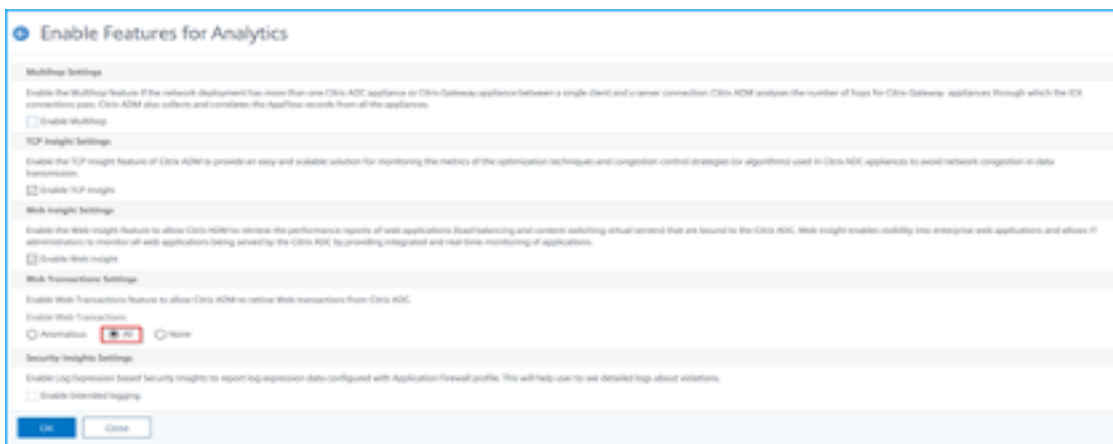 Enable Features for Analytics
Multihop Settings
Enable the Multihop feature if the network deployment has more than one Citrix ADC appliance or Citrix Gateway appliance between a single client and a server connection. Citrix ADM analyses the number of hops for Citrix Gateway appliances through which the ICA
connections pass. Citrix ADM also collects and correlates the AppFlow records from all the appliances.
Enable Multihop
TCP Insight Settings
Enable the TCP Insight feature of Citrix ADM to provide an easy and scalable solution for monitoring the metrics of the optimization techniques and congestion control strategies (or algorithms) used in Citrix ADC appliances to avoid network congestion in data
transmission.
Enable TCP Insight
Web Insight Settings
Enable the Web Insight feature to allow Citrix ADM to retrieve the performance reports of web applications (load balancing and content switching virtual servers) that are bound to the Citrix ADC. Web Insight enables visibility into enterprise web applications and allows IT
administrators to monitor all web applications being served by the Citrix ADC by providing integrated and real-time monitoring of applications.
Enable Web Insight
Web Transactions Settings
Enable Web Transactions feature to allow Citrix ADM to retrieve Web transactions from Citrix ADC.
Enable Web Transactions
Anomalous All None
Security Insights Settings
Enable Log Expression based Security Insights to report log expression data configured with Application Firewall profile. This will help user to see detailed logs about violations.
Enable Extended logging
OK Close